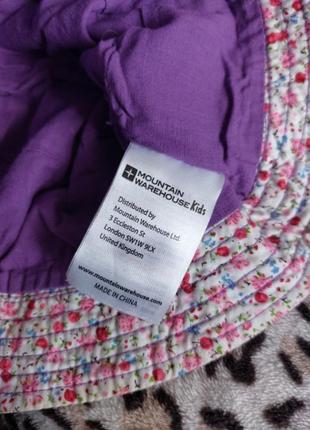 MOUNTAIN
WAREHOUSE Kids
Distributed by
Mountain Warehouse Ltd.
3 Eccleston St
London SW1W 9LX
United Kingdom
www.mountainwarehouse.com
MADE IN CHINA